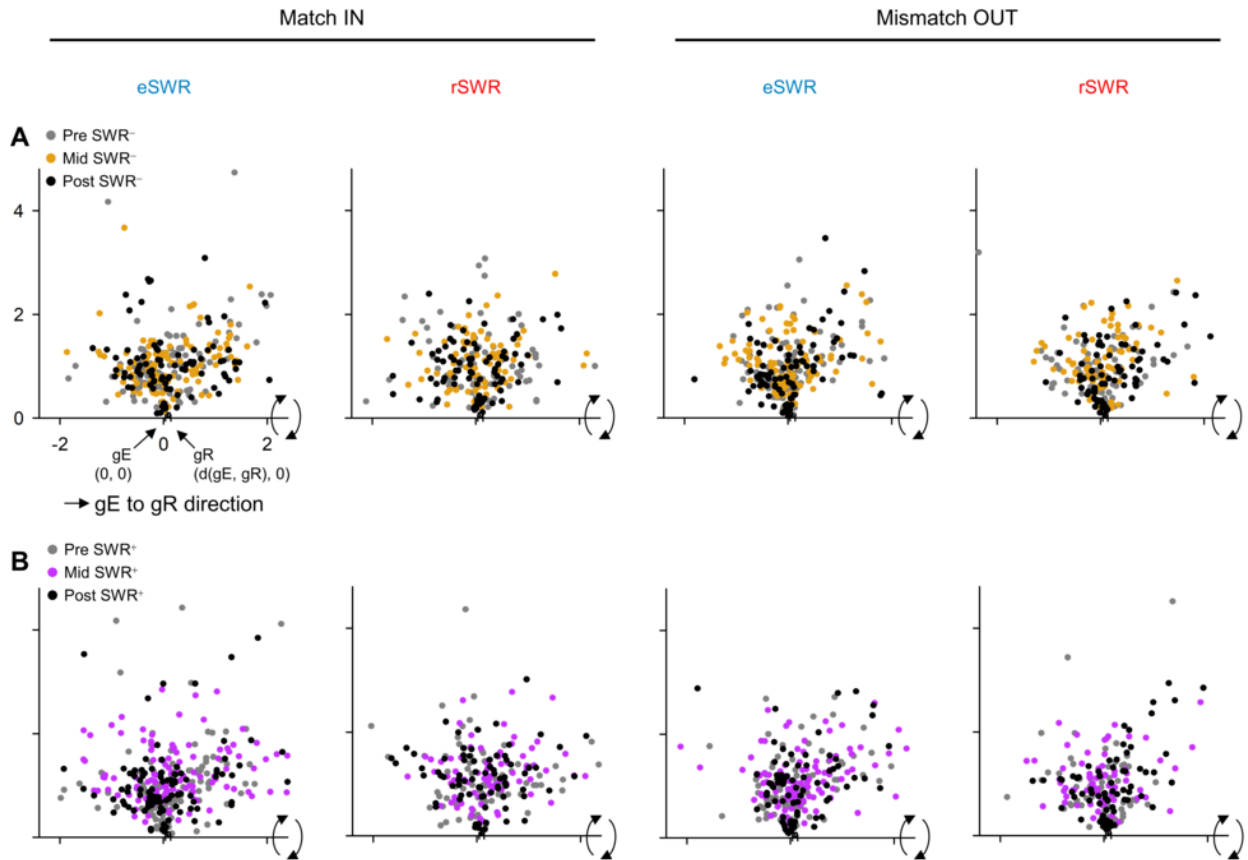 Match IN
Mismatch OUT
eSWR
rSWR
eSWR
rSWR
A
Pre SWR⁻
Mid SWR⁻
Post SWR⁻
4
2
0
-2
0
2
gE
(0, 0)
gR
(d(gE, gR), 0)
gE to gR direction
B
Pre SWR⁺
Mid SWR⁺
Post SWR⁺